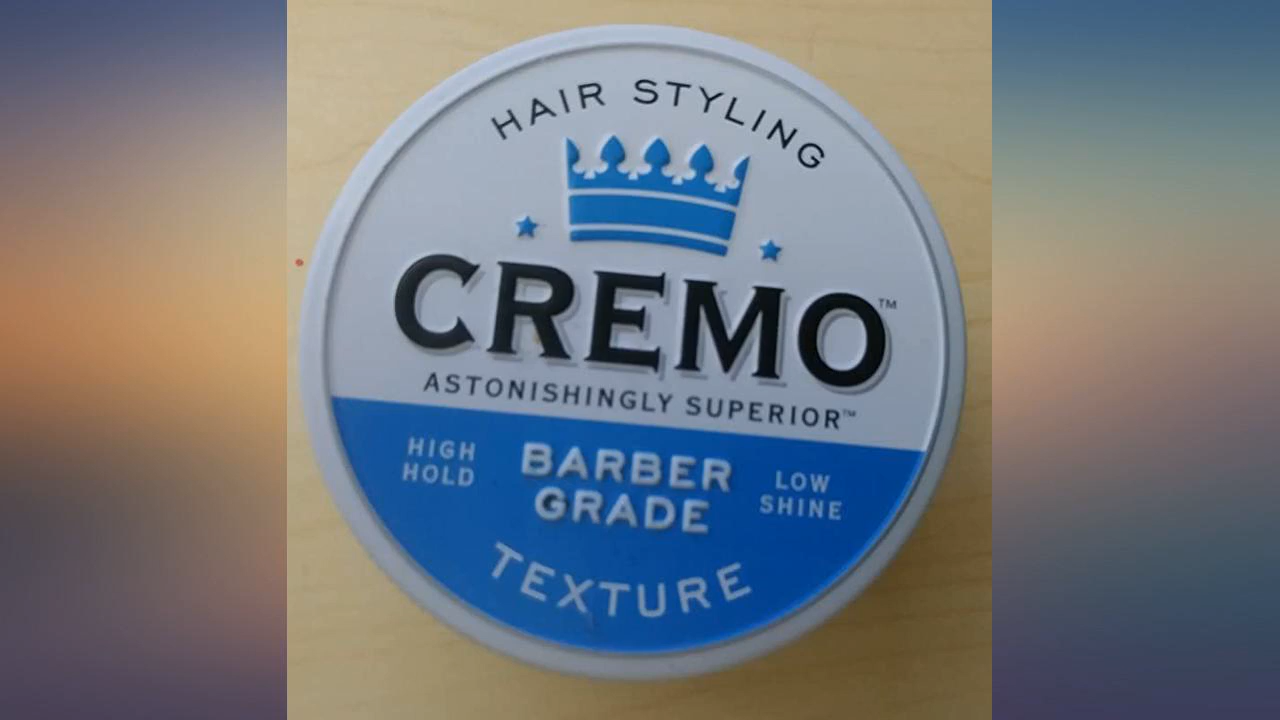 HAIR STYLING
CREMO™
ASTONISHINGLY SUPERIOR™
HIGH
HOLD
BARBER
GRADE
LOW
SHINE
TEXTURE